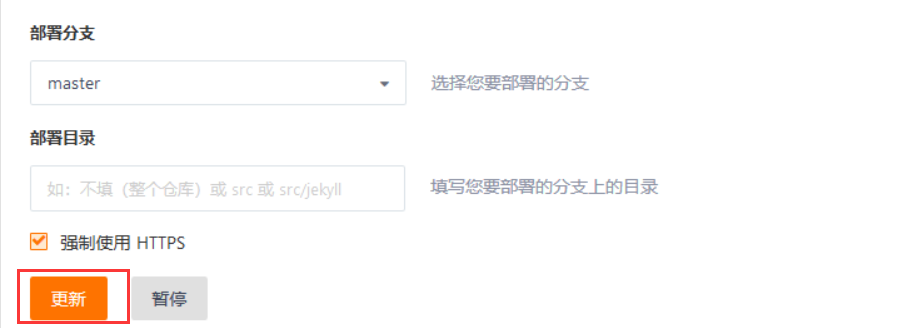 部署分支
master 选择您要部署的分支
部署目录
如：不填（整个仓库）或 src 或 src/jekyll 填写您要部署的分支上的目录
强制使用 HTTPS
更新 暂停